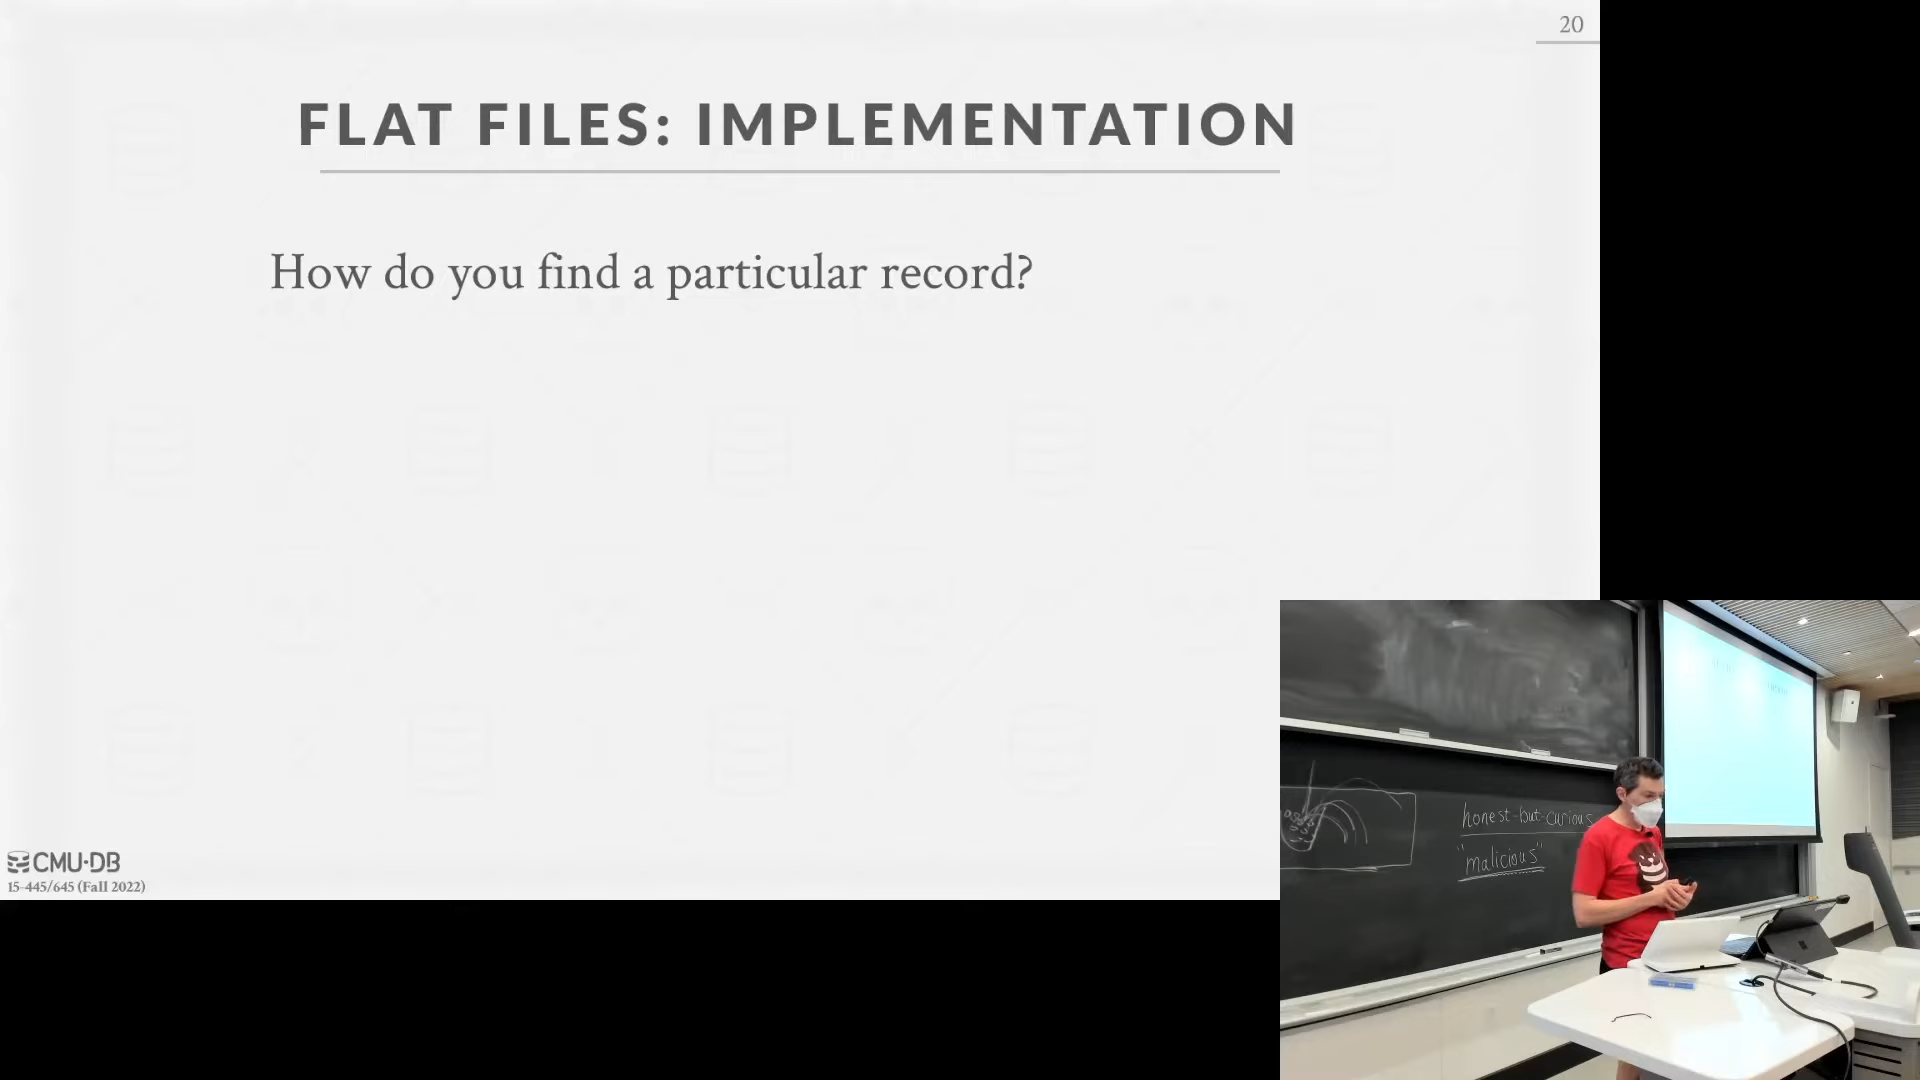 20
FLAT FILES: IMPLEMENTATION
How do you find a particular record?
honest-but-curious
"malicious"
CMU·DB
15-445/645 (Fall 2022)